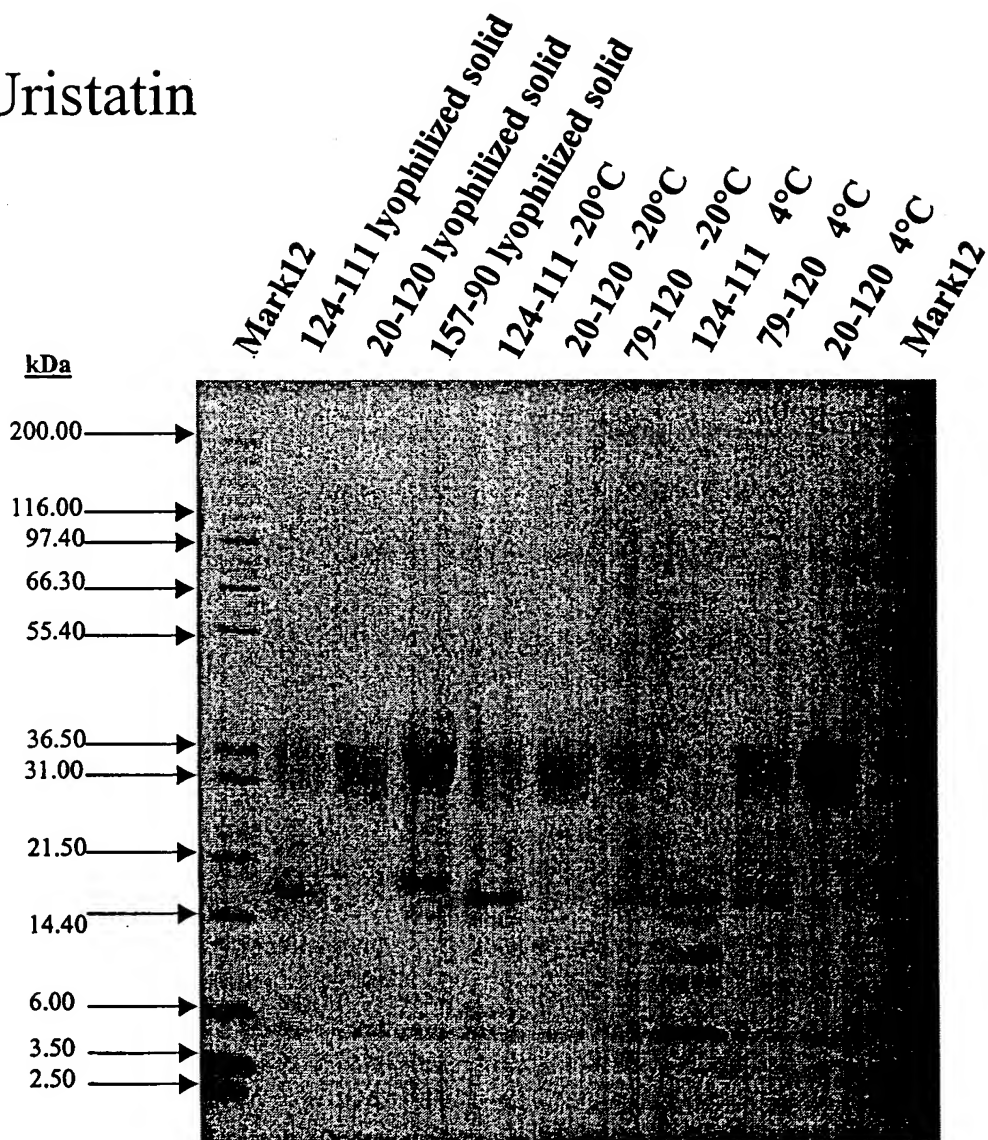 Uristatin
Mark12
124-111 lyophilized solid
20-120 lyophilized solid
157-90 lyophilized solid
124-111 -20°C
20-120 -20°C
79-120 -20°C
124-111 4°C
79-120 4°C
20-120 4°C
Mark12
kDa
200.00
116.00
97.40
66.30
55.40
36.50
31.00
21.50
14.40
6.00
3.50
2.50